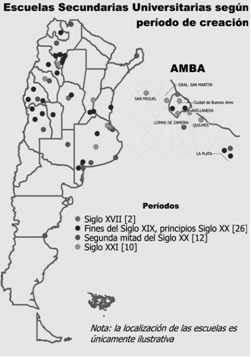 Escuelas Secundarias Universitarias según
período de creación
AMBA
GRAL. SAN MARTIN
SAN MIGUEL
Ciudad de Buenos Aires
AVELLANEDA
LOMAS DE ZAMORA
QUILMES
LA PLATA
Períodos
Siglo XVII [2]
Fines del Siglo XIX, principios Siglo XX [26]
Segunda mitad del Siglo XX [12]
Siglo XXI [10]
Nota: la localización de las escuelas es
únicamente ilustrativa